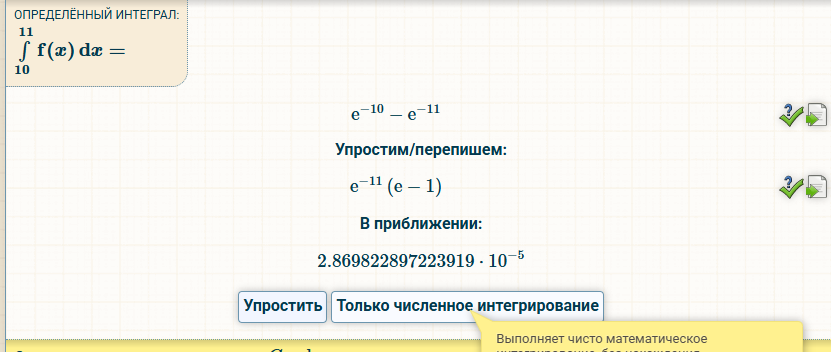 ОПРЕДЕЛЁННЫЙ ИНТЕГРАЛ:
11
∫ f(x) dx =
10
e⁻¹⁰ − e⁻¹¹
Упростим/перепишем:
e⁻¹¹ (e − 1)
В приближении:
2.869822897223919 · 10⁻⁵
Упростить Только численное интегрирование
Выполняет чисто математическое